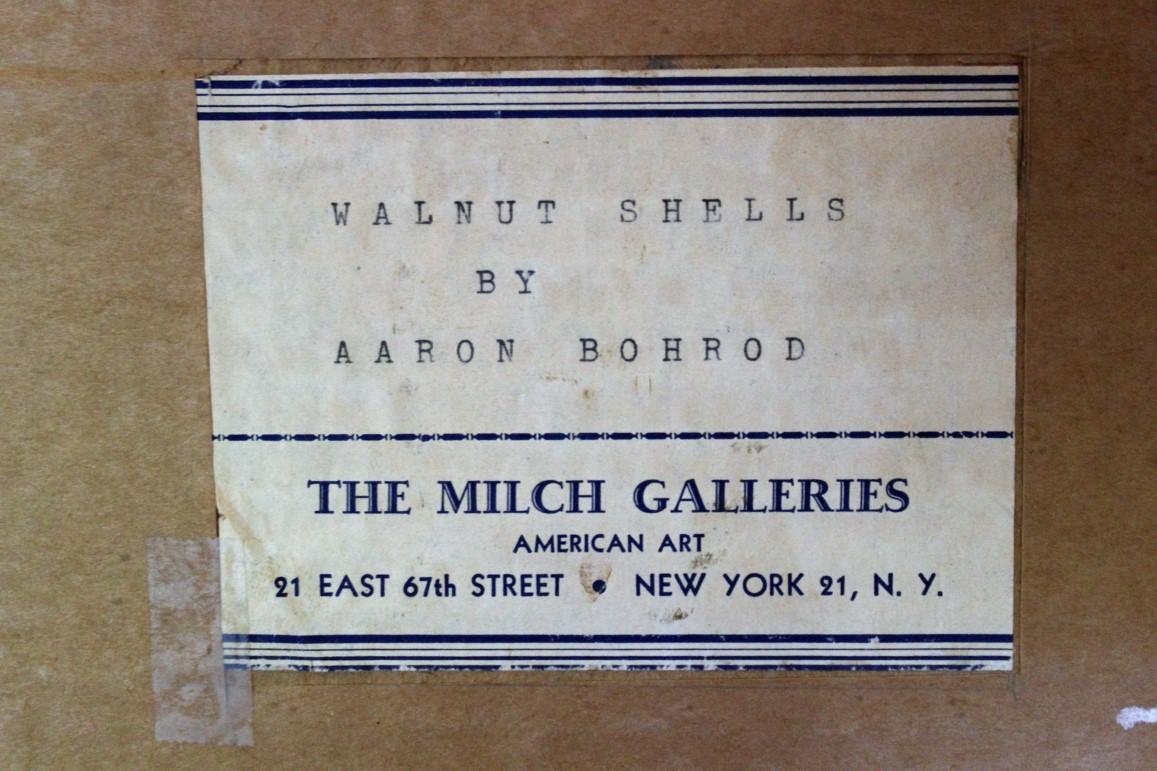 WALNUT SHELLS
BY
AARON BOHROD
THE MILCH GALLERIES
AMERICAN ART
21 EAST 67th STREET • NEW YORK 21, N. Y.